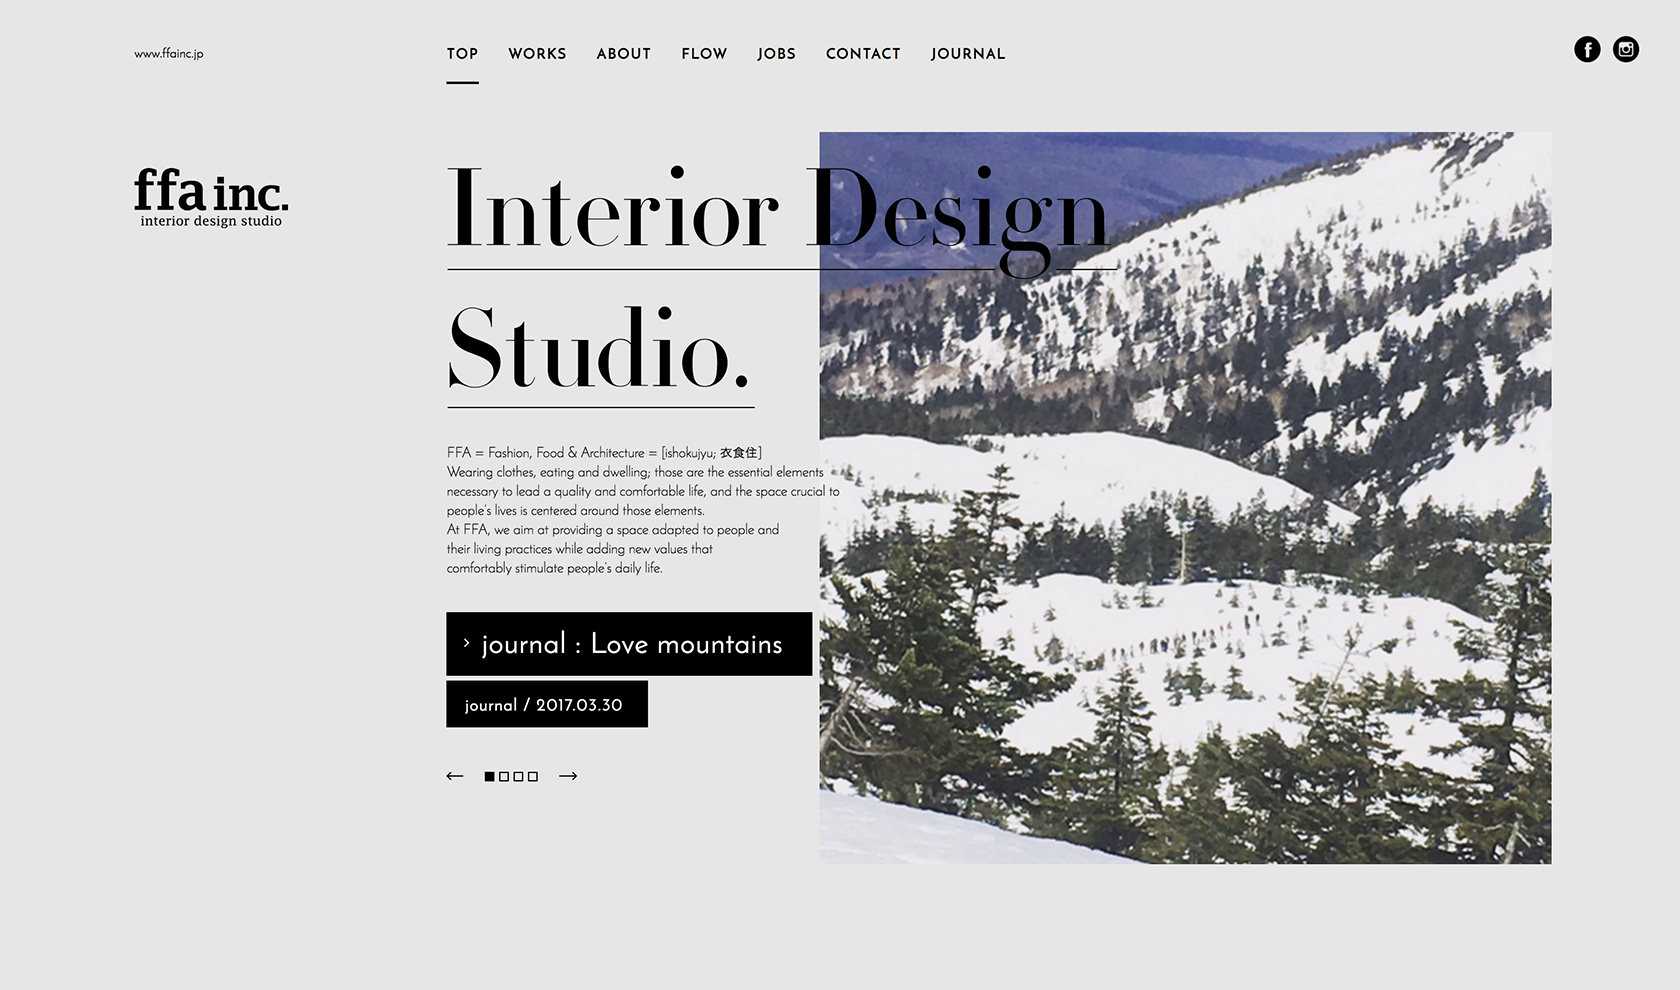 www.ffainc.jp
TOP WORKS ABOUT FLOW JOBS CONTACT JOURNAL
ffa inc.
interior design studio
Interior Design
Studio.
FFA = Fashion, Food & Architecture = [ishokujyu; 衣食住]
Wearing clothes, eating and dwelling; those are the essential elements
necessary to lead a quality and comfortable life, and the space crucial to
people's lives is centered around those elements.
At FFA, we aim at providing a space adapted to people and
their living practices while adding new values that
comfortably stimulate people's daily life.
journal : Love mountains
journal / 2017.03.30